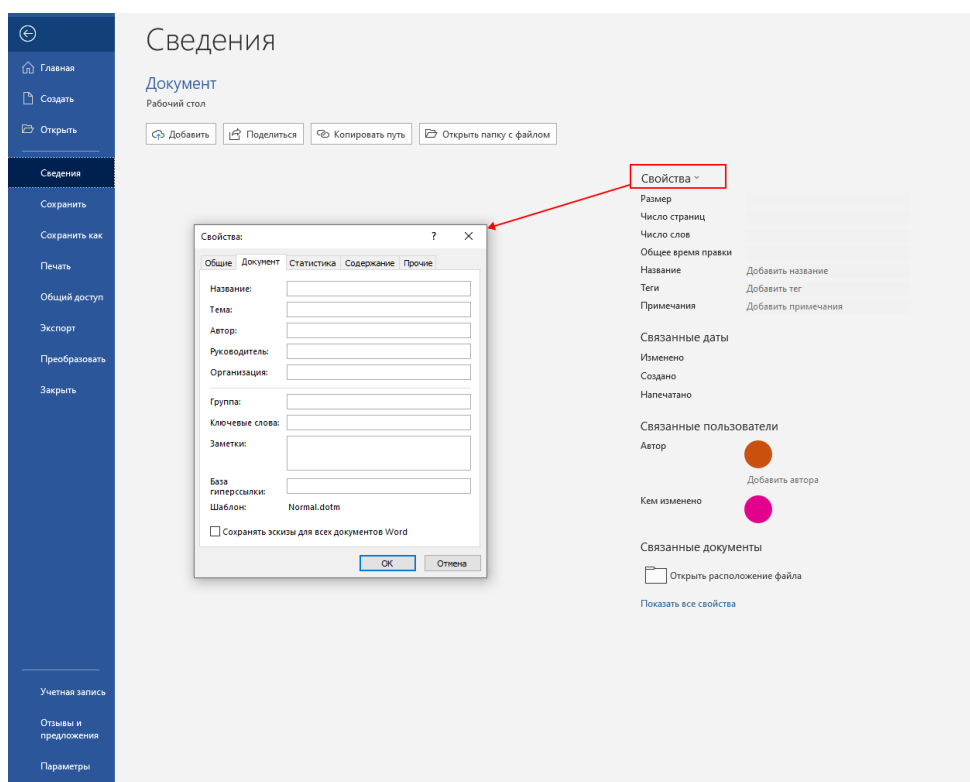 Сведения
Главная
Создать
Открыть
Сведения
Сохранить
Сохранить как
Печать
Общий доступ
Экспорт
Преобразовать
Закрыть
Учетная запись
Отзывы и
предложения
Параметры
Документ
Рабочий стол
Добавить
Поделиться
Копировать путь
Открыть папку с файлом
Свойства:
?
Общие Документ Статистика Содержание Прочие
Название:
Тема:
Автор:
Руководитель:
Организация:
Группа:
Ключевые слова:
Заметки:
База
гиперссылки:
Шаблон: Normal.dotm
Сохранять эскизы для всех документов Word
ОК Отмена
Свойства
Размер
Число страниц
Число слов
Общее время правки
Название Добавить название
Теги Добавить тег
Примечания Добавить примечания
Связанные даты
Изменено
Создано
Напечатано
Связанные пользователи
Автор
Добавить автора
Кем изменено
Связанные документы
Открыть расположение файла
Показать все свойства